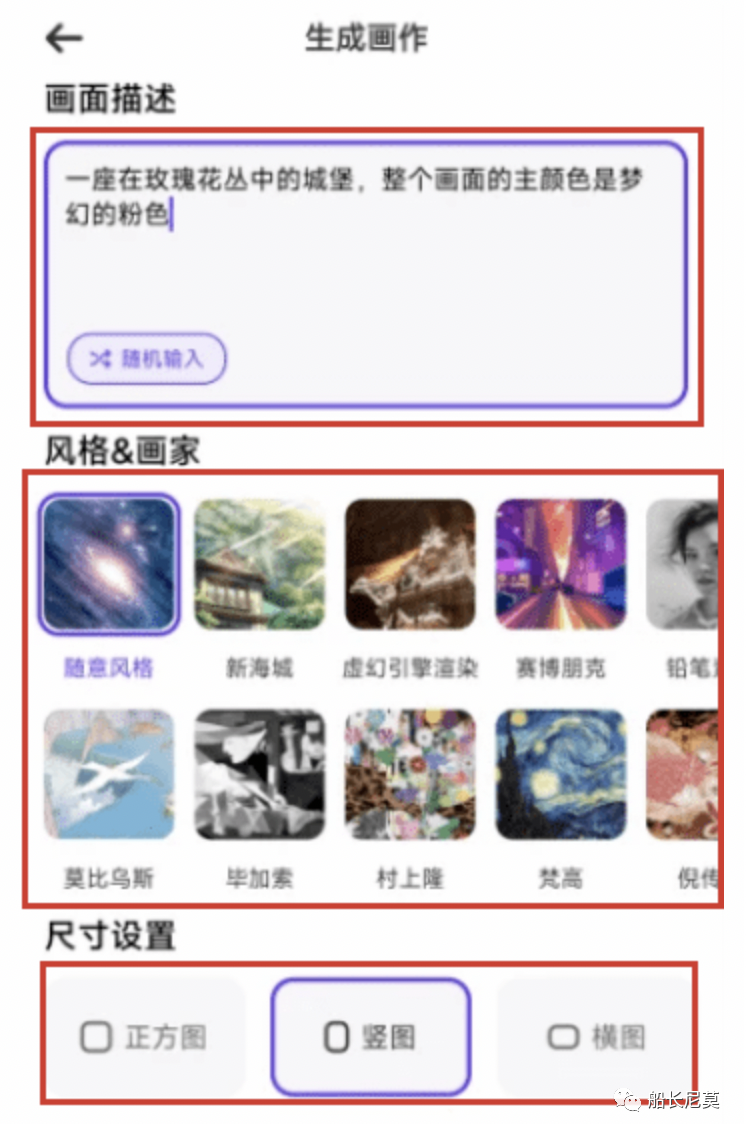 生成画作
画面描述
一座在玫瑰花丛中的城堡，整个画面的主颜色是梦
幻的粉色
随机输入
风格&画家
随意风格 新海城 虚幻引擎渲染 赛博朋克 铅笔
莫比乌斯 毕加索 村上隆 梵高 倪传
尺寸设置
正方图 竖图 横图
船长尼莫